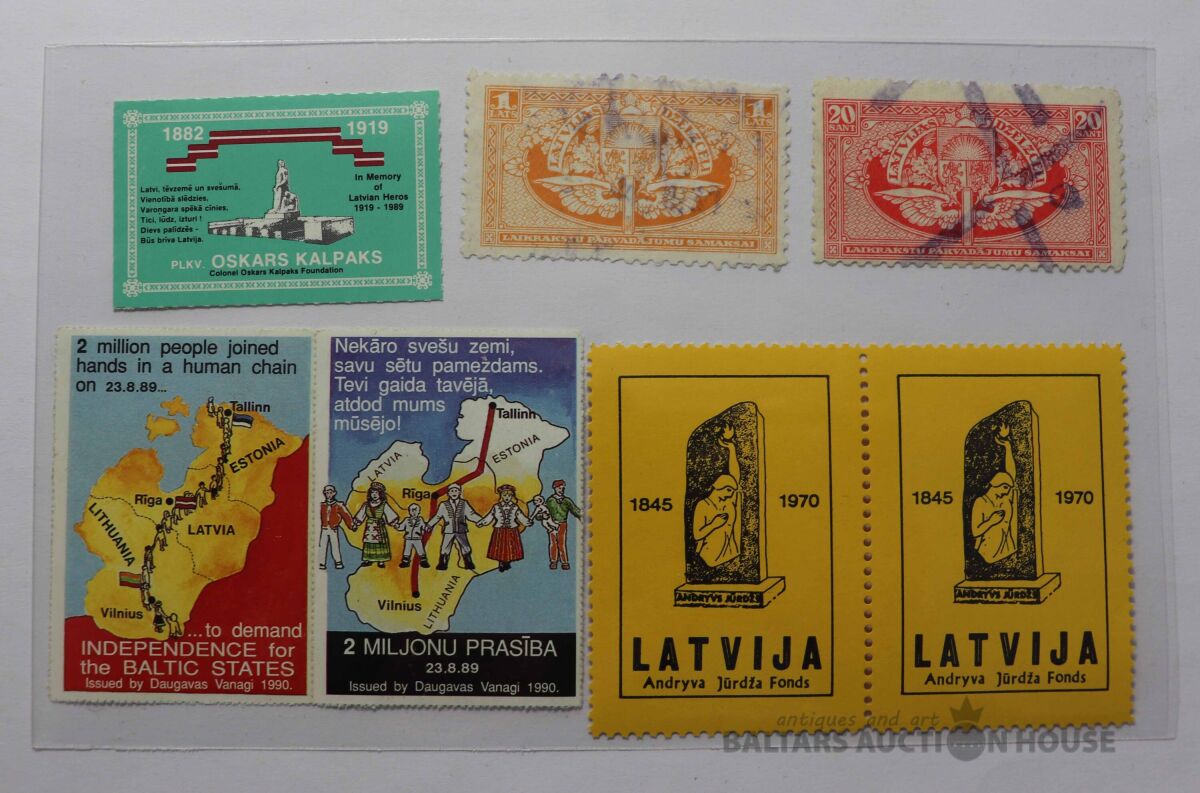 1882 1919
Latvi, tēvzemē un svešumā,
Vienotībā slēdzies,
Varongara spēkā cīnies,
Tici, lūdz, izturi !
Dievs palīdzēs -
Būs brīva Latvija.
In Memory
of
Latvian Heros
1919 - 1989
PLKV. OSKARS KALPAKS
Colonel Oskars Kalpaks Foundation
1
LATS
1
LATS
LATVIJAS DZELZCEĻI
LAIKRAKSTU PĀRVADĀJUMU SAMAKSAI
20
SANT
20
SANT
LATVIJAS DZELZCEĻI
LAIKRAKSTU PĀRVADĀJUMU SAMAKSAI
2 million people joined
hands in a human chain
on 23.8.89...
Tallinn
ESTONIA
Rīga
LATVIA
LITHUANIA
Vilnius
...to demand
INDEPENDENCE for
the BALTIC STATES
Issued by Daugavas Vanagi 1990.
Nekāro svešu zemi,
savu sētu pameždams.
Tevi gaida tavējā,
atdod mums
mūsējo!
Tallinn
ESTONIA
LATVIA
Rīga
LITHUANIA
Vilnius
2 MILJONU PRASĪBA
23.8.89
Issued by Daugavas Vanagi 1990.
1845 1970
ANDRYVS JŪRDŽS
LATVIJA
Andryva Jūrdža Fonds
1845 1970
ANDRYVS JŪRDŽS
LATVIJA
Andryva Jūrdža Fonds
antiques and art
BALTARS AUCTION HOUSE